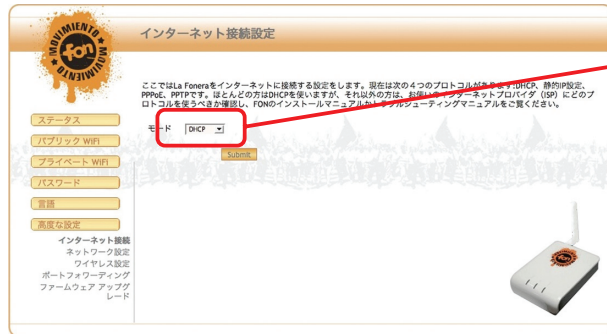 MOVIMIENTO
fon
MOVIMIENTO
インターネット接続設定
ここではLa Foneraをインターネットに接続する設定をします。現在は次の4つのプロトコルがあります:DHCP、静的IP設定、
PPPoE、PPTPです。ほとんどの方はDHCPを使いますが、それ以外の方は、お使いのインターネットプロバイダ（ISP）にどのプ
ロトコルを使うべきか確認し、FONのインストールマニュアルかトラブルシューティングマニュアルをご覧ください。
モード DHCP
Submit
ステータス
パブリック WiFi
プライベート WiFi
パスワード
言語
高度な設定
インターネット接続
ネットワーク設定
ワイヤレス設定
ポートフォワーディング
ファームウェア アップグ
レード
fon